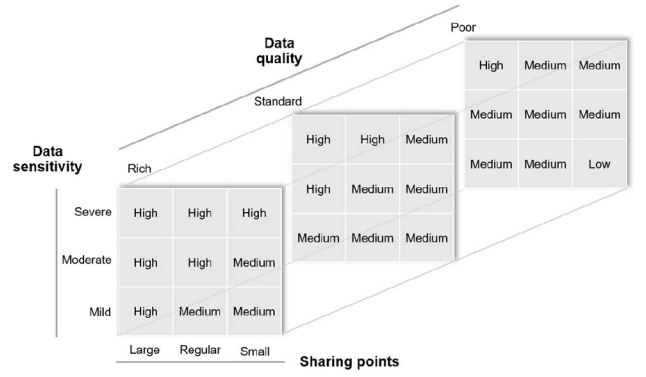 Poor
Data
quality
High Medium Medium
Standard
Medium Medium Medium
High High Medium
Data
sensitivity
Rich
Medium Medium Low
High Medium Medium
Severe High High High
Medium Medium Medium
Moderate High High Medium
Mild High Medium Medium
Large Regular Small
Sharing points